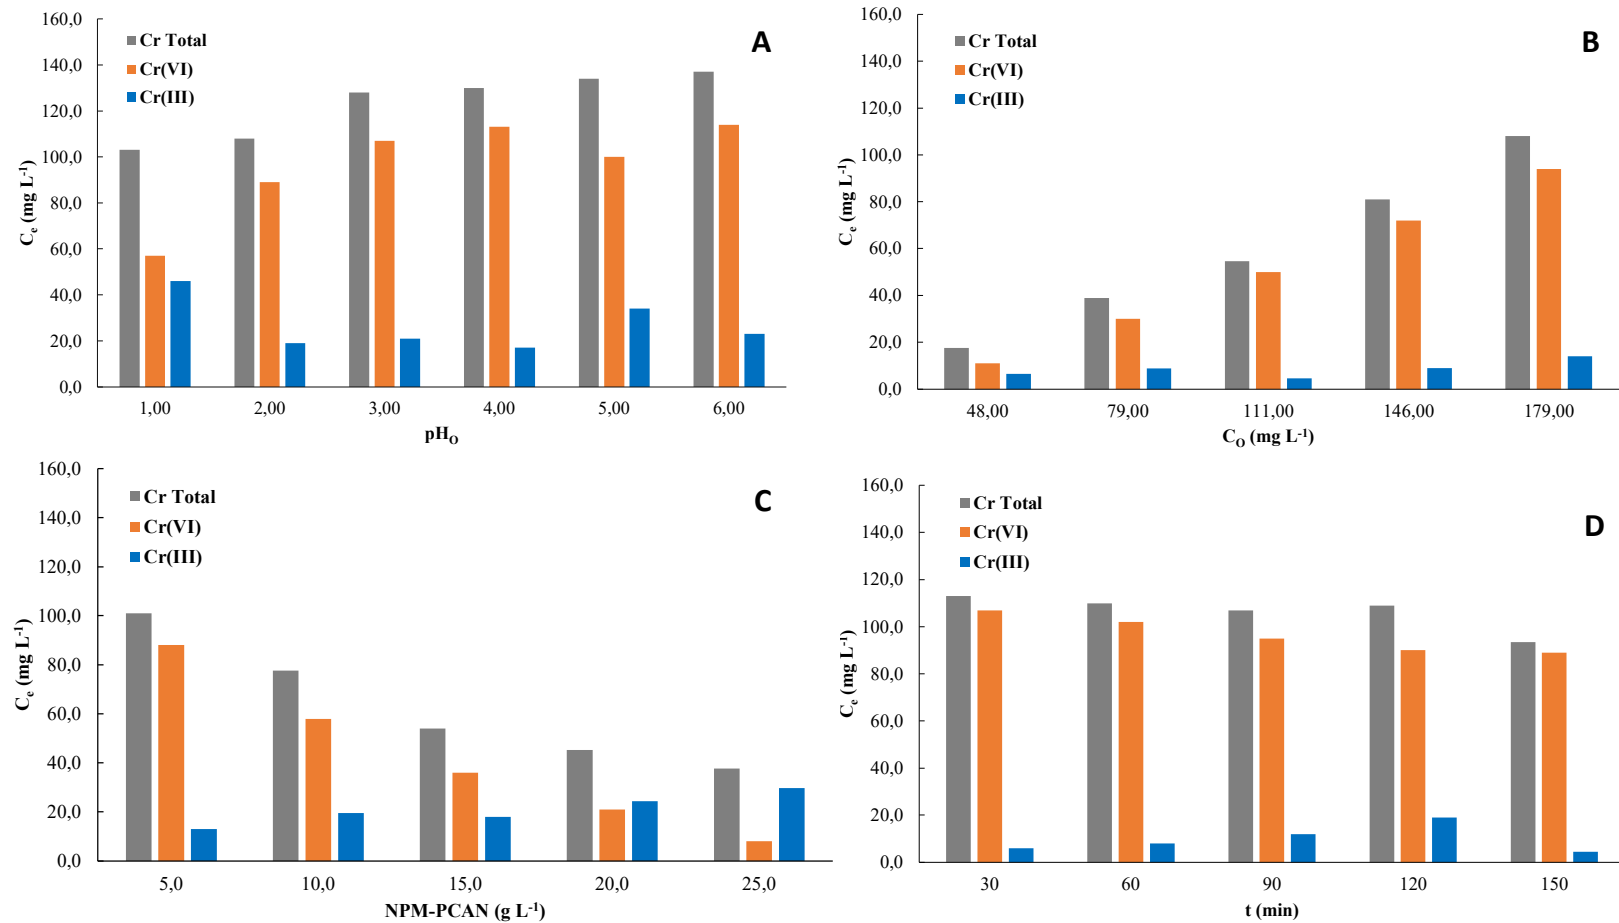 A
Cr Total
Cr(VI)
Cr(III)
160,0
140,0
120,0
100,0
80,0
60,0
40,0
20,0
0,0
Cₑ (mg L⁻¹)
1,00 2,00 3,00 4,00 5,00 6,00
pH_O
B
Cr Total
Cr(VI)
Cr(III)
160,0
140,0
120,0
100,0
80,0
60,0
40,0
20,0
0,0
Cₑ (mg L⁻¹)
48,00 79,00 111,00 146,00 179,00
C_O (mg L⁻¹)
C
Cr Total
Cr(VI)
Cr(III)
160,0
140,0
120,0
100,0
80,0
60,0
40,0
20,0
0,0
Cₑ (mg L⁻¹)
5,0 10,0 15,0 20,0 25,0
NPM-PCAN (g L⁻¹)
D
Cr Total
Cr(VI)
Cr(III)
160,0
140,0
120,0
100,0
80,0
60,0
40,0
20,0
0,0
Cₑ (mg L⁻¹)
30 60 90 120 150
t (min)